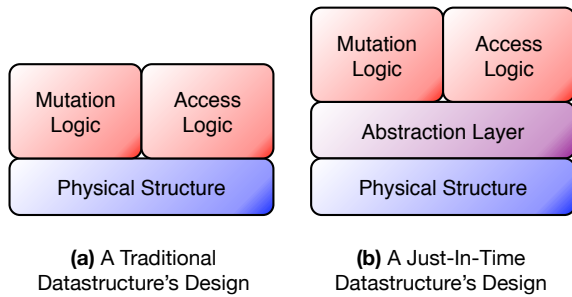 Mutation
Logic
Access
Logic
Physical Structure
(a) A Traditional
Datastructure's Design
Mutation
Logic
Access
Logic
Abstraction Layer
Physical Structure
(b) A Just-In-Time
Datastructure's Design